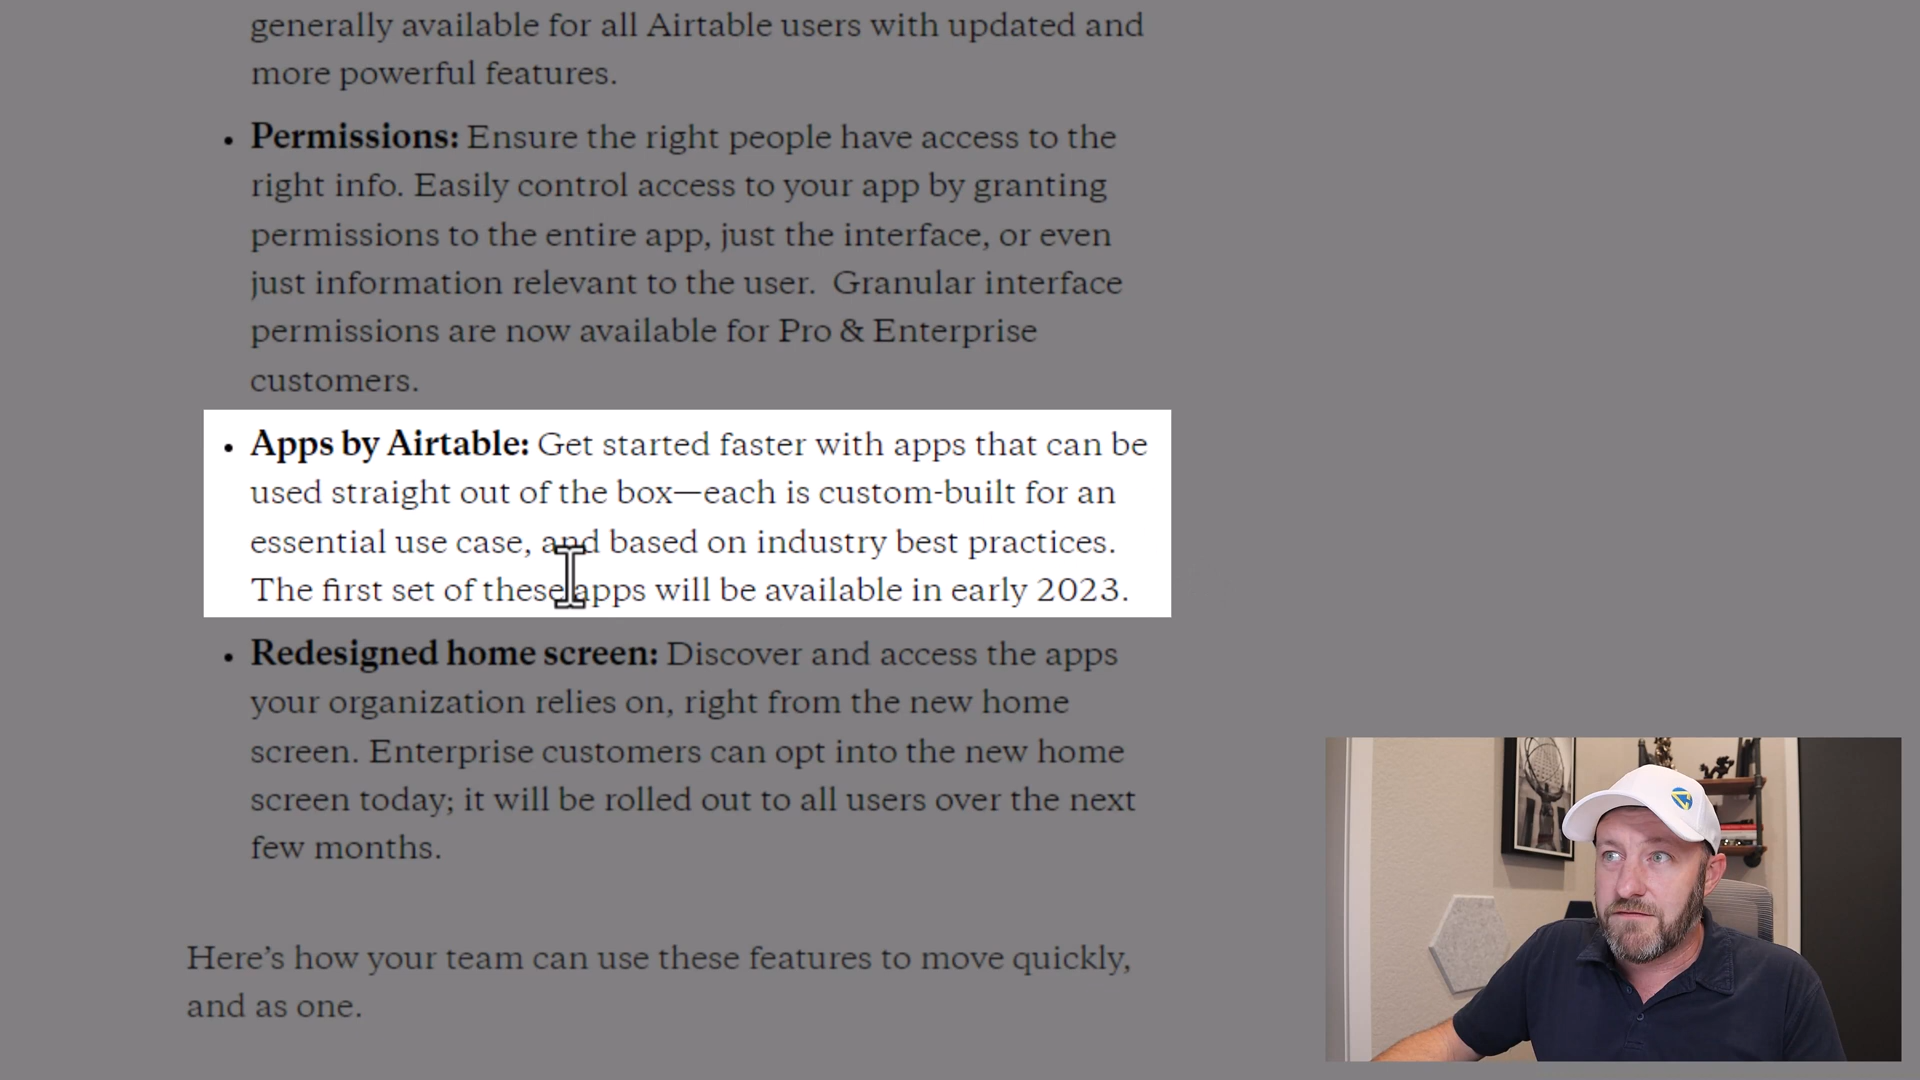 generally available for all Airtable users with updated and
more powerful features.
• Permissions: Ensure the right people have access to the
right info. Easily control access to your app by granting
permissions to the entire app, just the interface, or even
just information relevant to the user.  Granular interface
permissions are now available for Pro & Enterprise
customers.
• Apps by Airtable: Get started faster with apps that can be
used straight out of the box—each is custom-built for an
essential use case, and based on industry best practices.
The first set of these apps will be available in early 2023.
• Redesigned home screen: Discover and access the apps
your organization relies on, right from the new home
screen. Enterprise customers can opt into the new home
screen today; it will be rolled out to all users over the next
few months.
Here’s how your team can use these features to move quickly,
and as one.